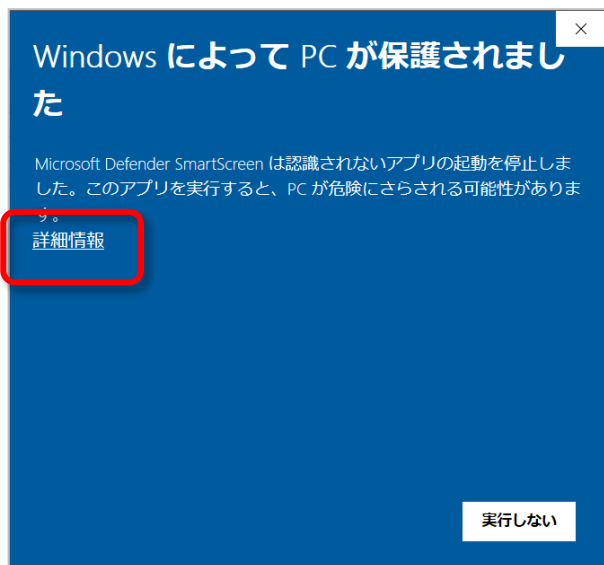 Windows によって PC が保護されまし
た
Microsoft Defender SmartScreen は認識されないアプリの起動を停止しま
した。このアプリを実行すると、PC が危険にさらされる可能性がありま
す。
詳細情報
実行しない